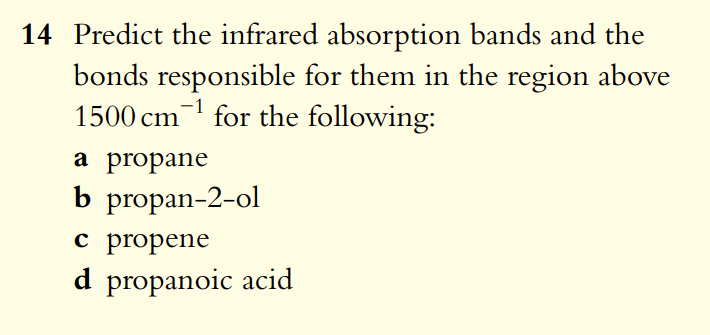 14 Predict the infrared absorption bands and the
bonds responsible for them in the region above
1500 cm⁻¹ for the following:
a propane
b propan-2-ol
c propene
d propanoic acid